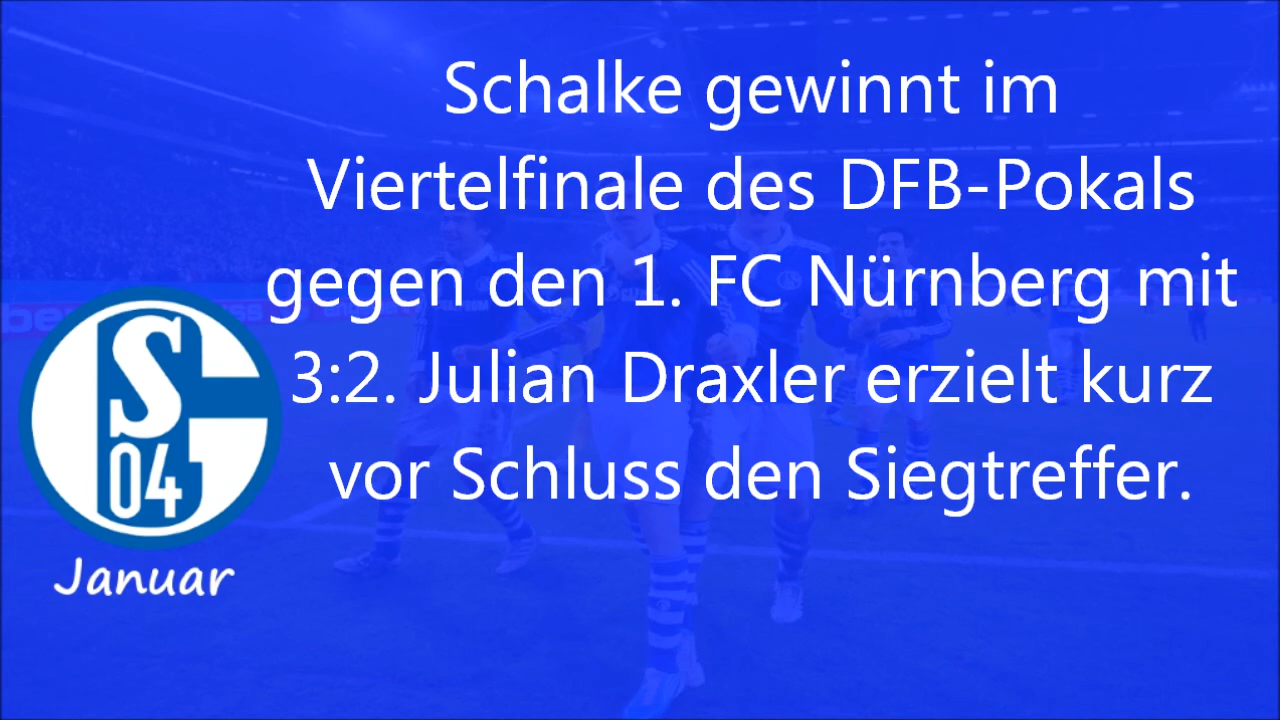 Schalke gewinnt im
Viertelfinale des DFB-Pokals
gegen den 1. FC Nürnberg mit
3:2. Julian Draxler erzielt kurz
vor Schluss den Siegtreffer.
S
04
Januar